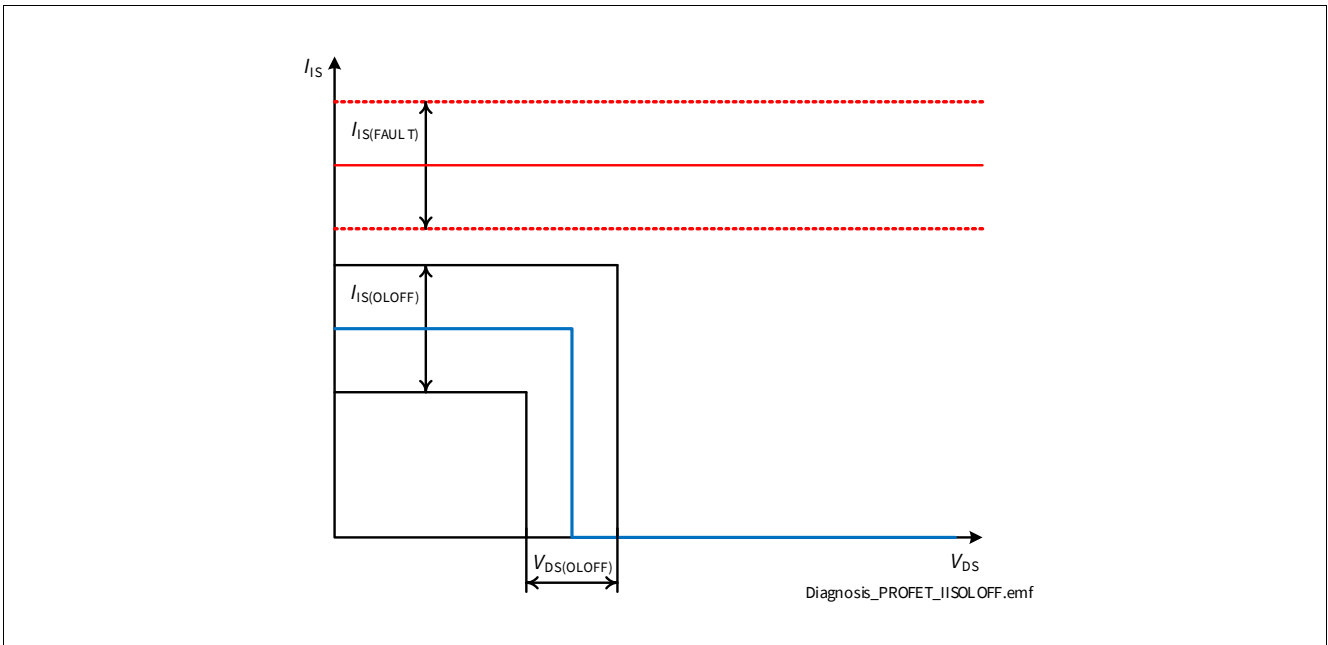 IIS
IIS(FAULT)
IIS(OLOFF)
VDS(OLOFF)
VDS
Diagnosis_PROFET_IISOLOFF.emf